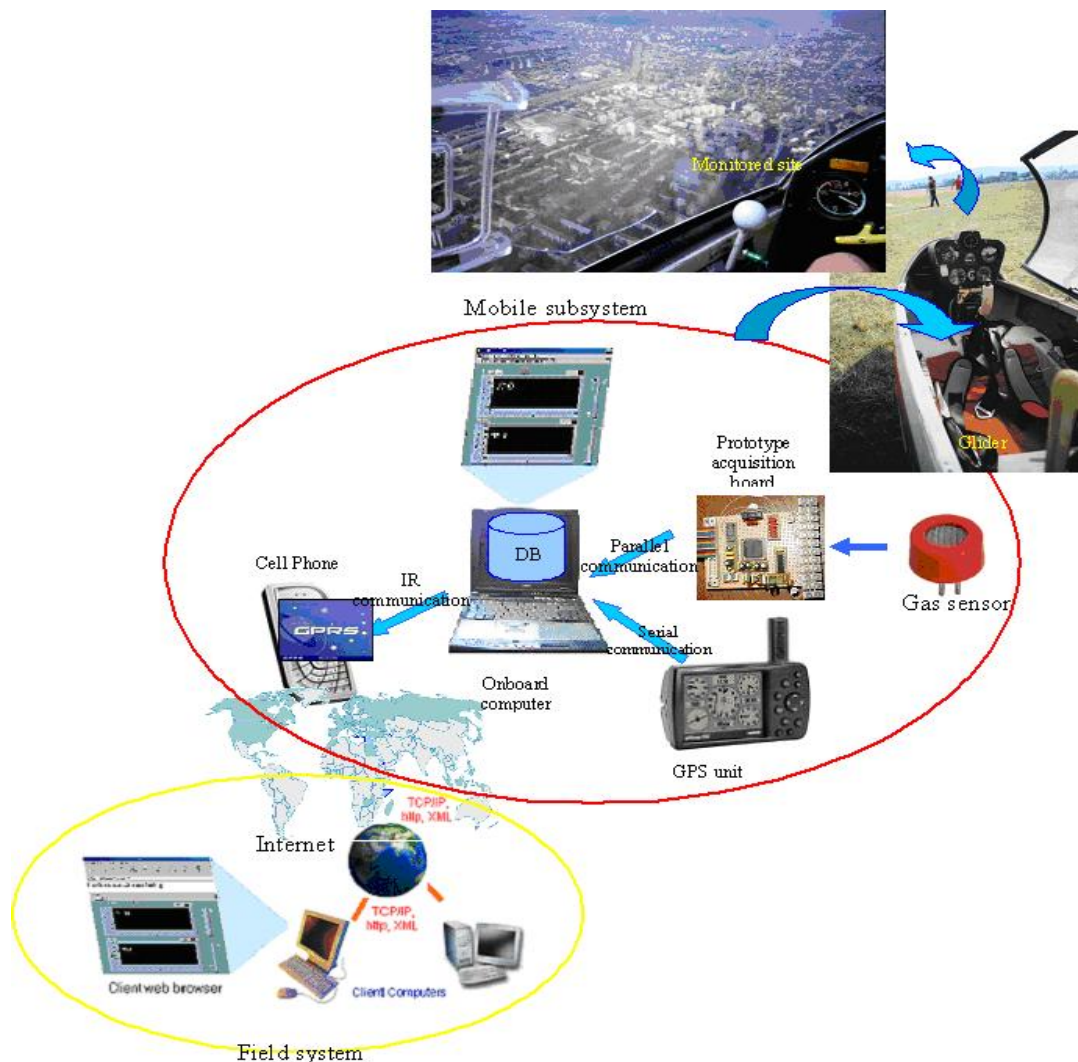 Monitored site
Mobile subsystem
Glider
Prototype
acquisition
board
DB
Parallel
communication
Cell Phone
IR
communication
GPRS
Gas sensor
Serial
communication
Onboard
computer
GPS unit
TCP/IP,
http, XML
Internet
TCP/IP,
http, XML
Client web browser
Client Computers
Field system